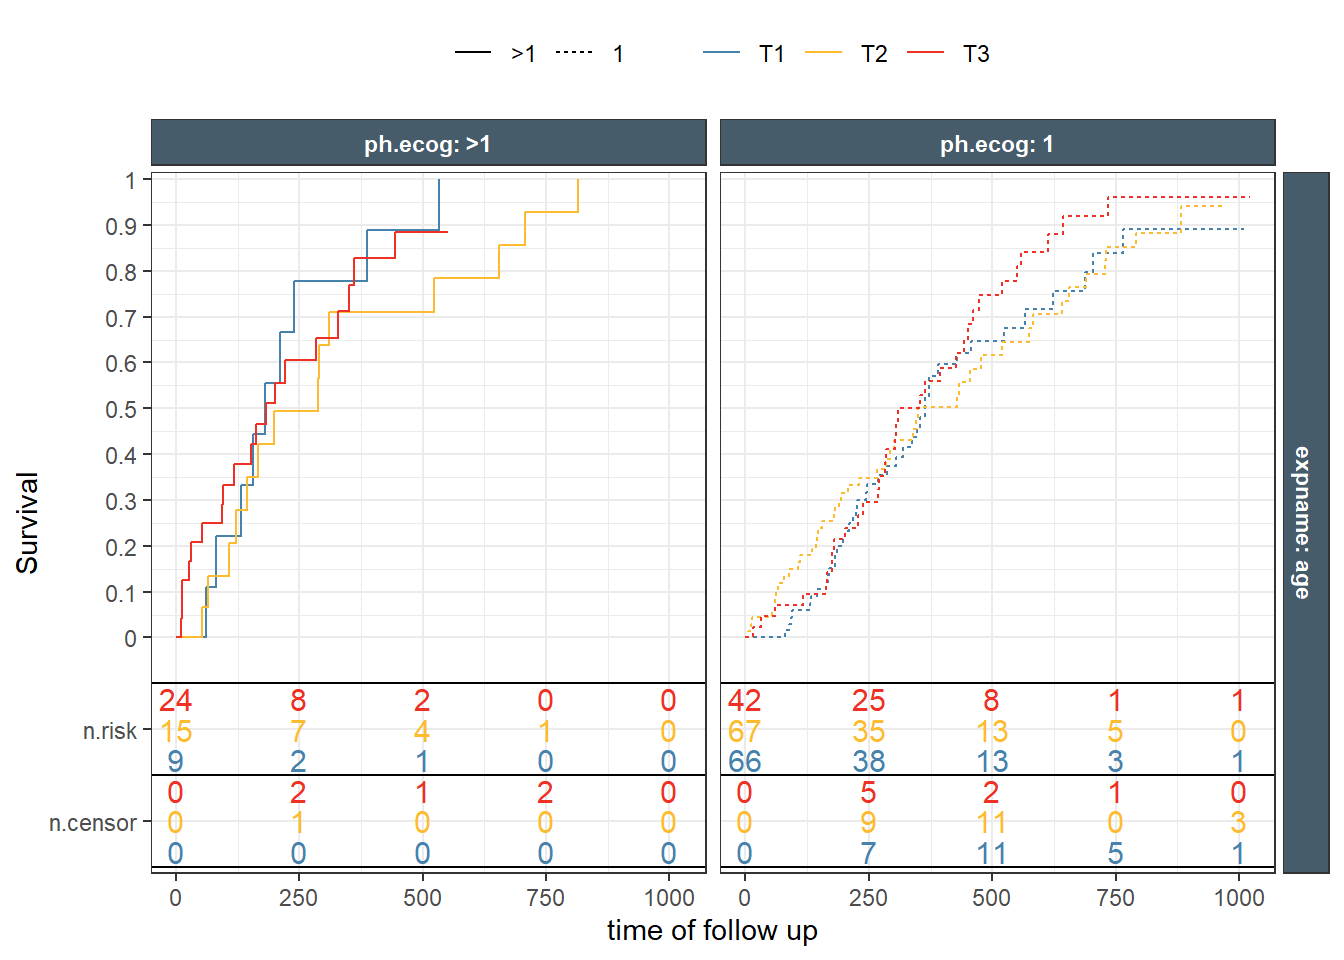 >1 1 T1 T2 T3
ph.ecog: >1 ph.ecog: 1
expname: age
Survival
1
0.9
0.8
0.7
0.6
0.5
0.4
0.3
0.2
0.1
0
n.risk
24 8 2 0 0 42 25 8 1 1
15 7 4 1 0 67 35 13 5 0
9 2 1 0 0 66 38 13 3 1
n.censor
0 2 1 2 0 0 5 2 1 0
0 1 0 0 0 0 9 11 0 3
0 0 0 0 0 0 7 11 5 1
0 250 500 750 1000 0 250 500 750 1000
time of follow up